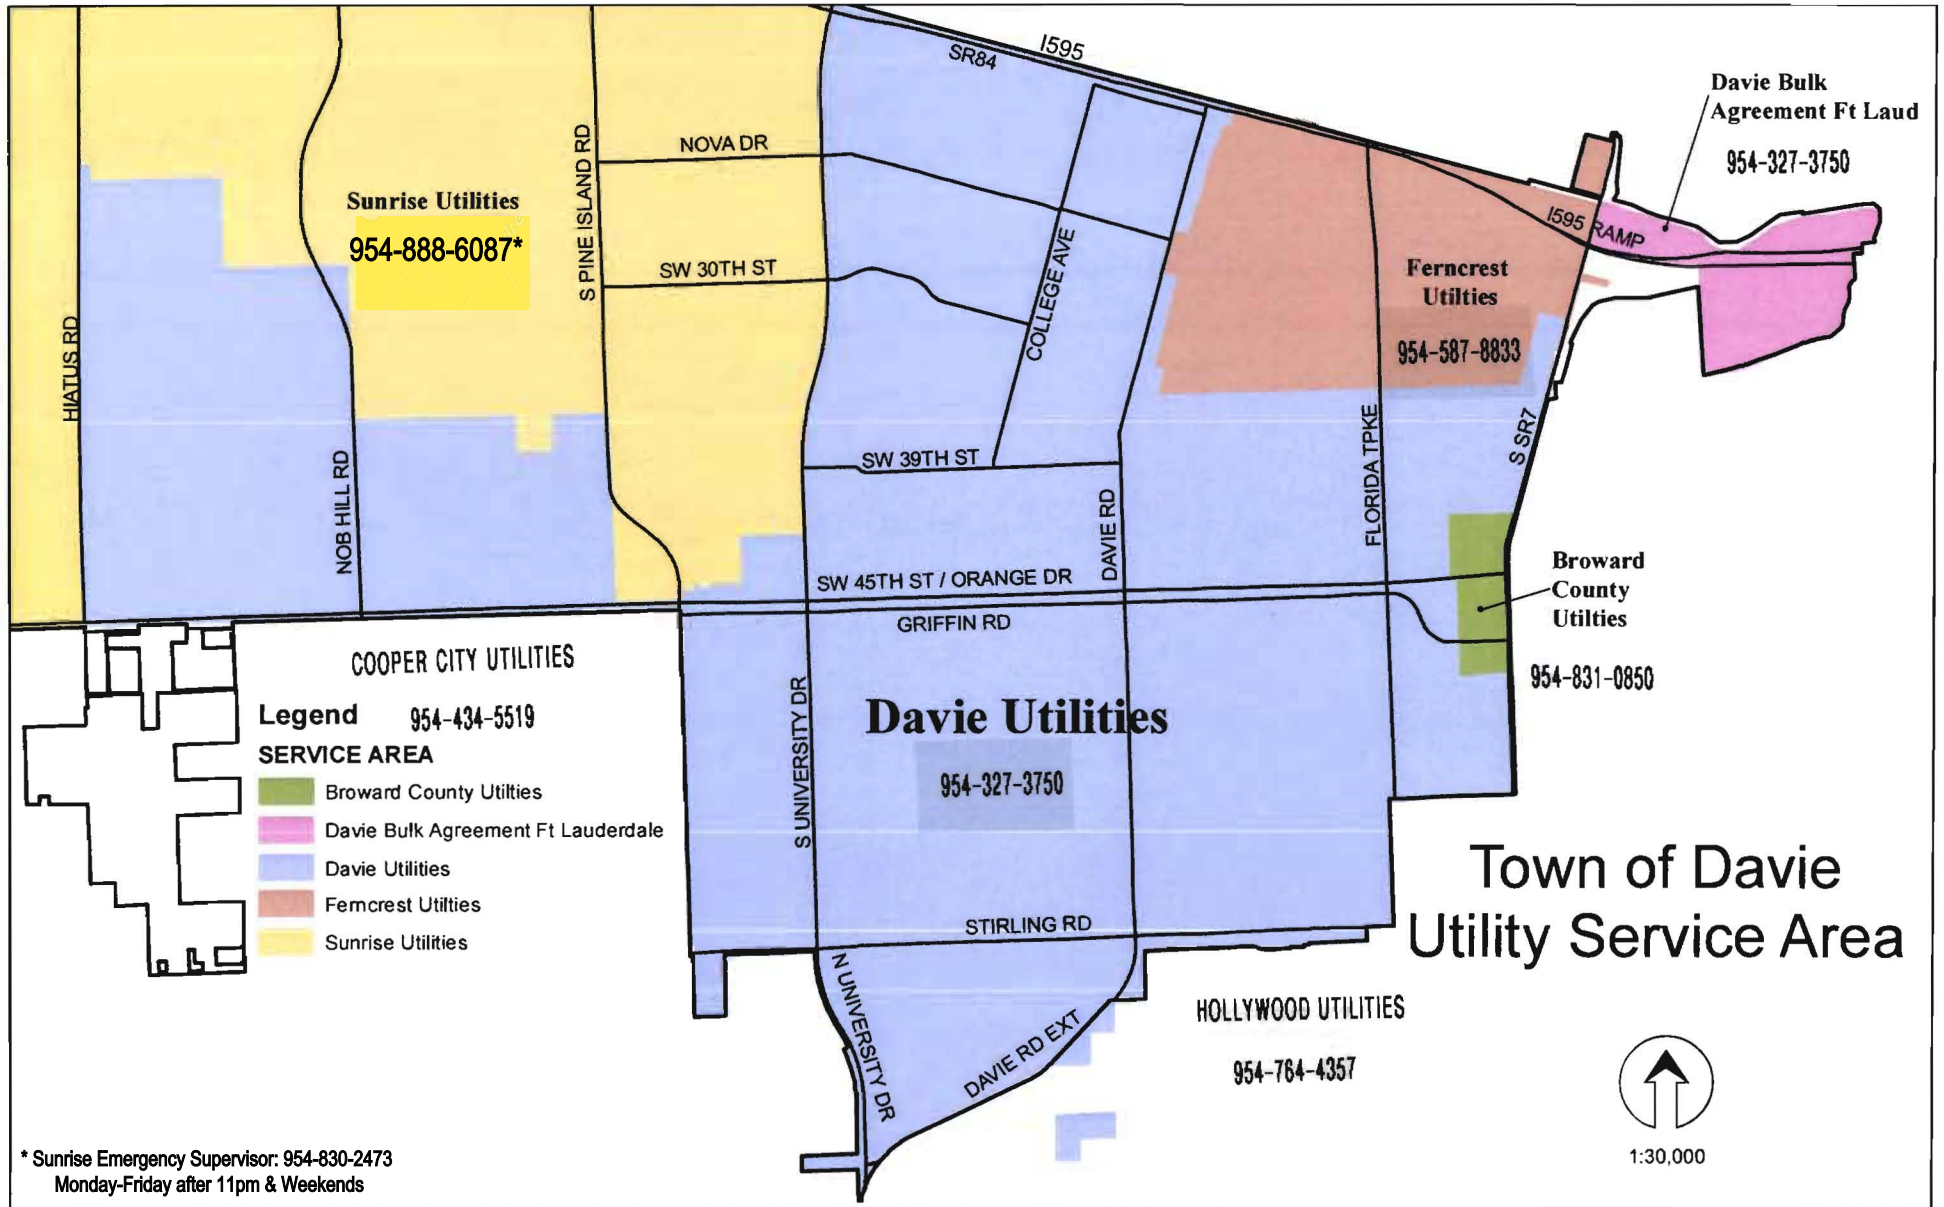 I595
SR84
Davie Bulk
Agreement Ft Laud
954-327-3750
NOVA DR
S PINE ISLAND RD
Sunrise Utilities
954-888-6087*
SW 30TH ST
COLLEGE AVE
I595 RAMP
Ferncrest
Utilties
954-587-8833
HIATUS RD
NOB HILL RD
SW 39TH ST
DAVIE RD
FLORIDA TPKE
S SR7
SW 45TH ST / ORANGE DR
GRIFFIN RD
Broward
County
Utilties
954-831-0850
COOPER CITY UTILITIES
954-434-5519
Legend
SERVICE AREA
Broward County Utilties
Davie Bulk Agreement Ft Lauderdale
Davie Utilities
Ferncrest Utilties
Sunrise Utilities
S UNIVERSITY DR
Davie Utilities
954-327-3750
Town of Davie
Utility Service Area
STIRLING RD
N UNIVERSITY DR
DAVIE RD EXT
HOLLYWOOD UTILITIES
954-764-4357
1:30,000
* Sunrise Emergency Supervisor: 954-830-2473
Monday-Friday after 11pm & Weekends